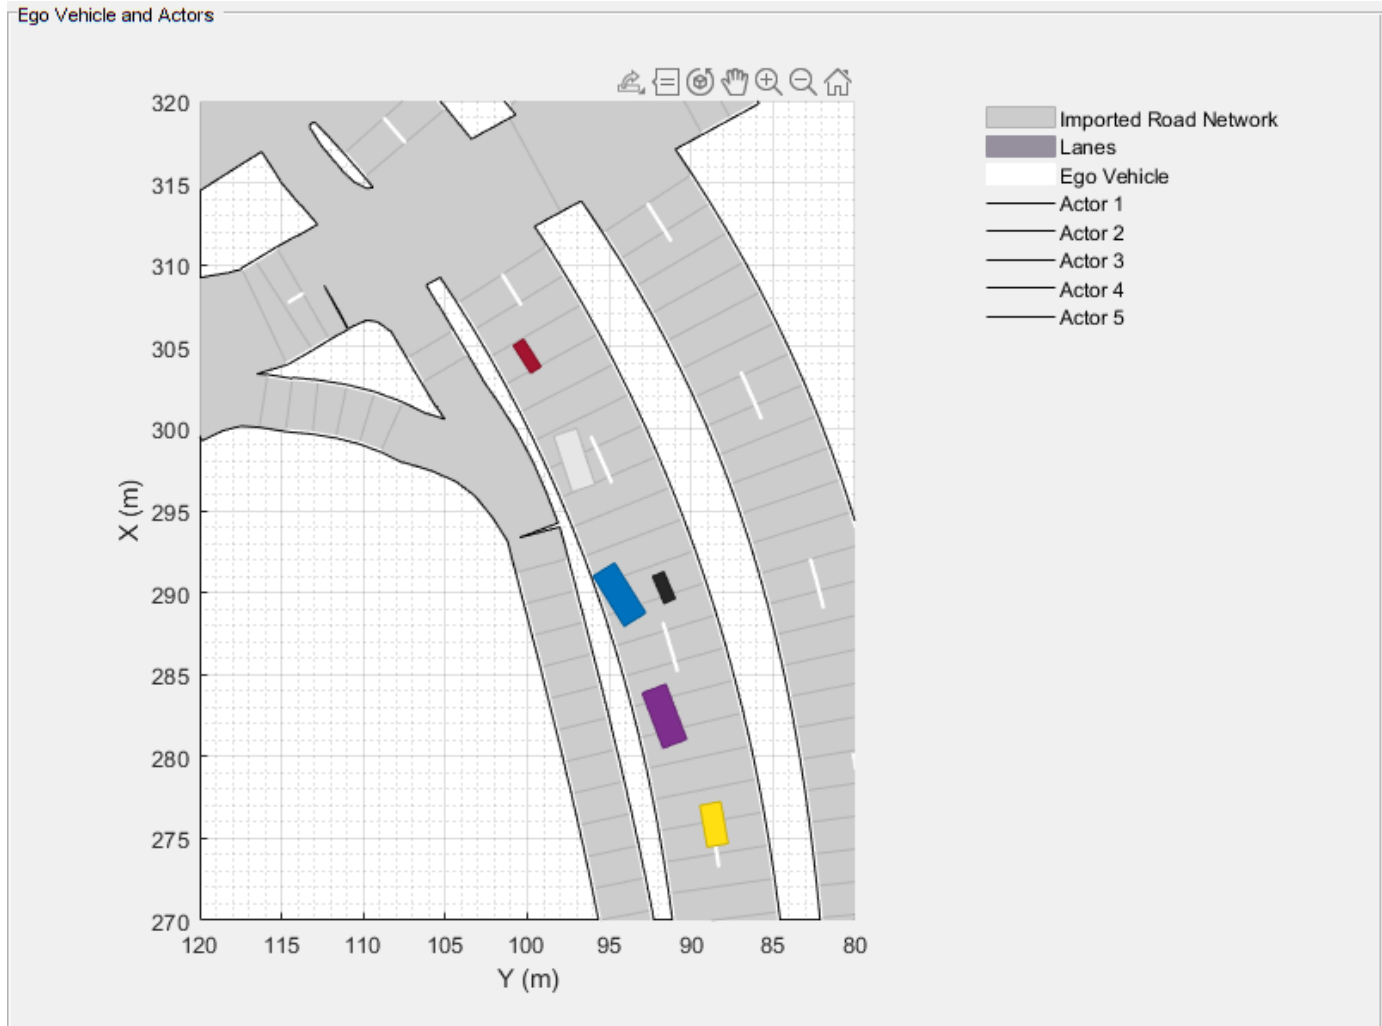 Ego Vehicle and Actors
320
315
310
305
300
295
290
285
280
275
270
X (m)
120 115 110 105 100 95 90 85 80
Y (m)
Imported Road Network
Lanes
Ego Vehicle
Actor 1
Actor 2
Actor 3
Actor 4
Actor 5